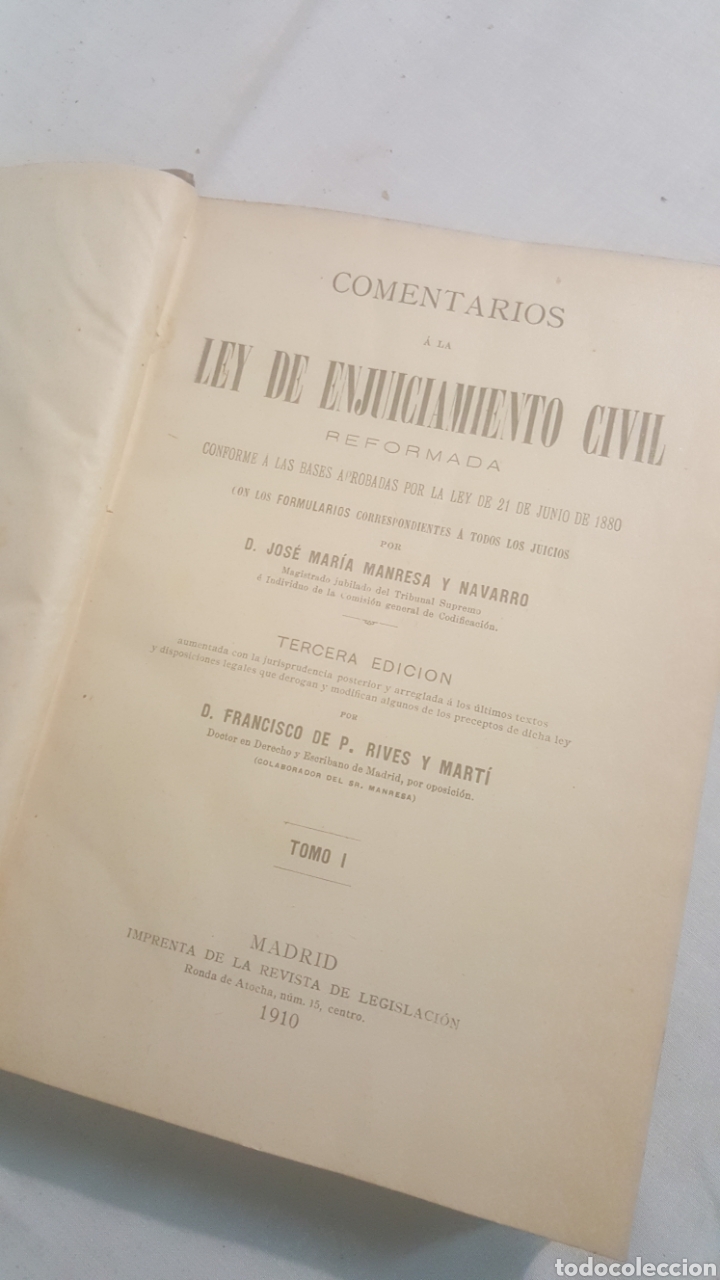 COMENTARIOS
Á LA
LEY DE ENJUICIAMIENTO CIVIL
REFORMADA
CONFORME Á LAS BASES APROBADAS POR LA LEY DE 21 DE JUNIO DE 1880
CON LOS FORMULARIOS CORRESPONDIENTES Á TODOS LOS JUICIOS
POR
D. JOSÉ MARÍA MANRESA Y NAVARRO
Magistrado jubilado del Tribunal Supremo
é Individuo de la Comisión general de Codificación.
TERCERA EDICION
aumentada con la jurisprudencia posterior y arreglada á los últimos textos
y disposiciones legales que derogan y modifican algunos de los preceptos de dicha ley
POR
D. FRANCISCO DE P. RIVES Y MARTÍ
Doctor en Derecho y Escribano de Madrid, por oposición.
(COLABORADOR DEL SR. MANRESA)
TOMO I
MADRID
IMPRENTA DE LA REVISTA DE LEGISLACIÓN
Ronda de Atocha, núm. 15, centro.
1910
todocoleccion